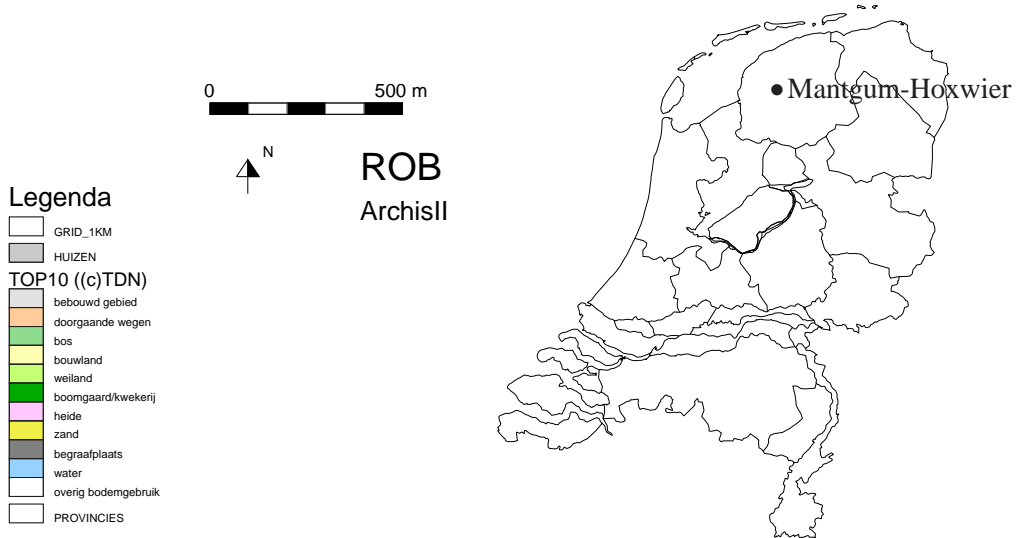 0 500 m
N
ROB
ArchisII
Mantgum-Hoxwier
Legenda
GRID_1KM
HUIZEN
TOP10 ((c)TDN)
bebouwd gebied
doorgaande wegen
bos
bouwland
weiland
boomgaard/kwekerij
heide
zand
begraafplaats
water
overig bodemgebruik
PROVINCIES